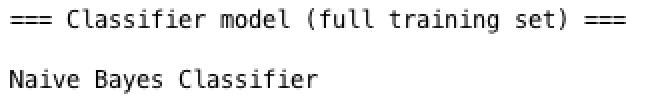 === Classifier model (full training set) ===
Naive Bayes Classifier